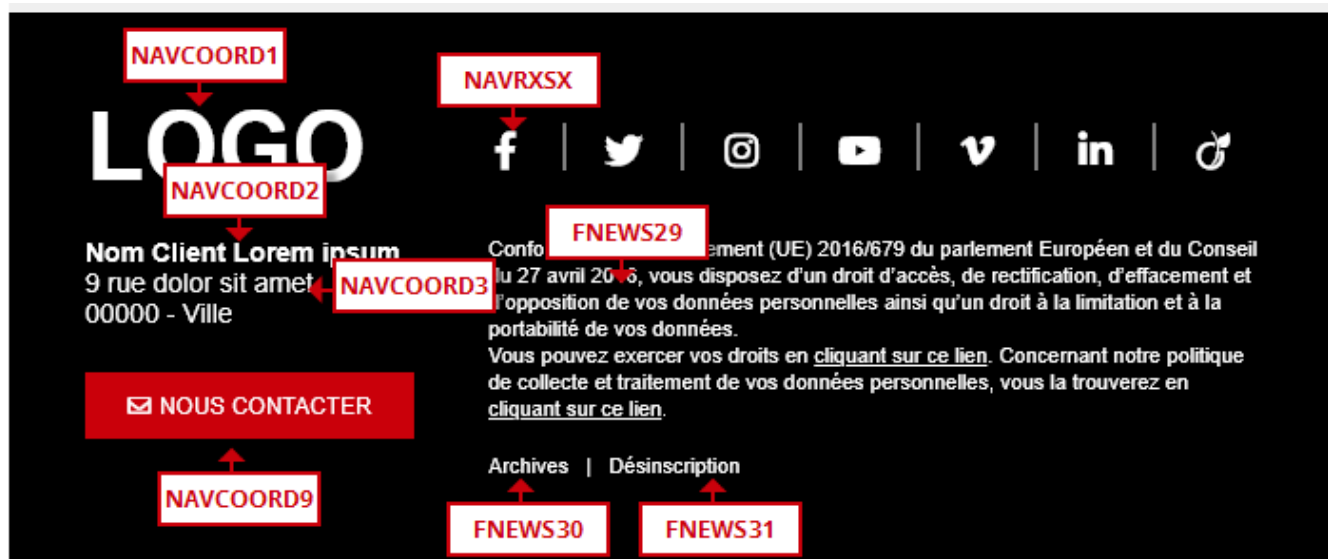 NAVCOORD1
NAVRXSX
LOGO
NAVCOORD2
FNEWS29
Nom Client Lorem ipsum
9 rue dolor sit amet
00000 - Ville
NAVCOORD3
Confo ement (UE) 2016/679 du parlement Européen et du Conseil
du 27 avril 2016, vous disposez d'un droit d'accès, de rectification, d'effacement et
d'opposition de vos données personnelles ainsi qu'un droit à la limitation et à la
portabilité de vos données.
Vous pouvez exercer vos droits en cliquant sur ce lien. Concernant notre politique
de collecte et traitement de vos données personnelles, vous la trouverez en
cliquant sur ce lien.
NOUS CONTACTER
Archives | Désinscription
NAVCOORD9
FNEWS30
FNEWS31